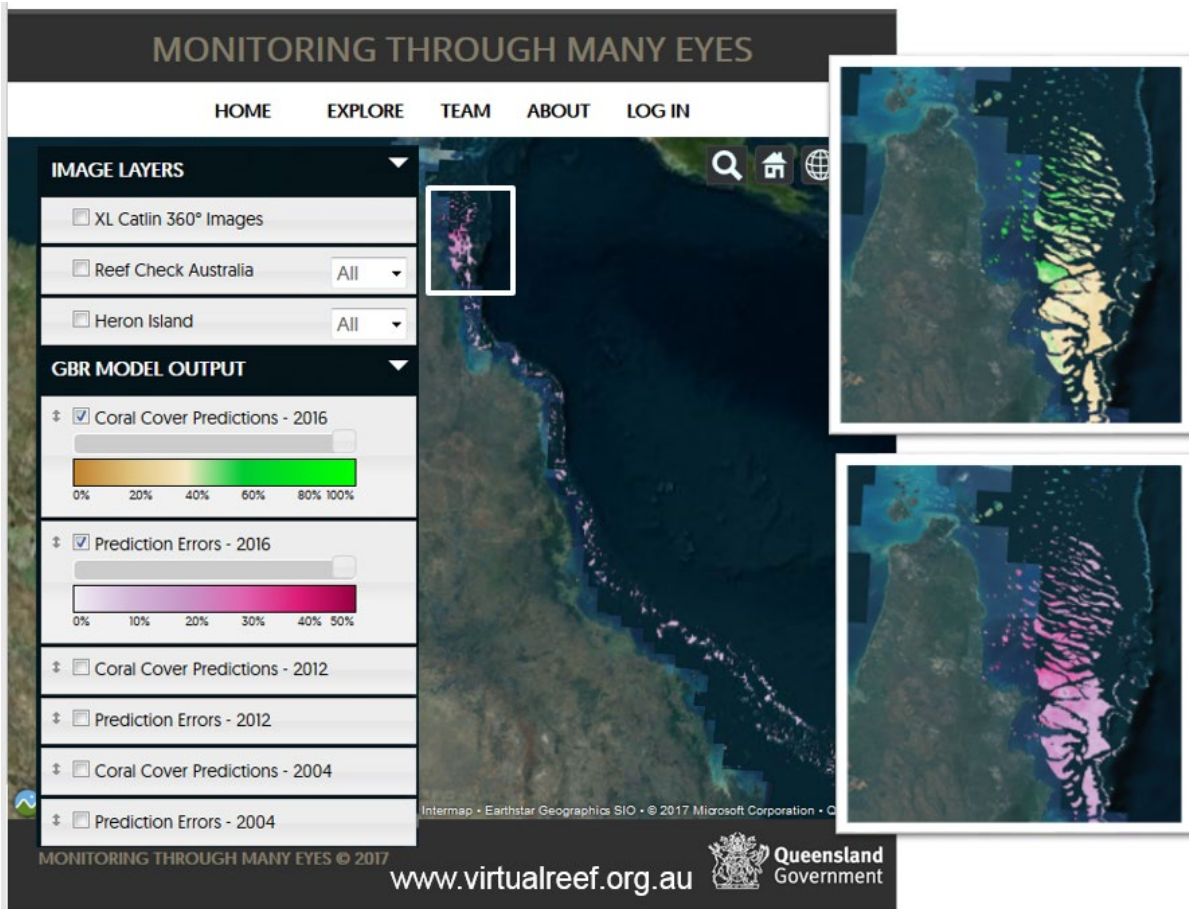 MONITORING THROUGH MANY EYES
HOME EXPLORE TEAM ABOUT LOG IN
IMAGE LAYERS
XL Catlin 360° Images
Reef Check Australia All
Heron Island All
GBR MODEL OUTPUT
Coral Cover Predictions - 2016
0% 20% 40% 60% 80% 100%
Prediction Errors - 2016
0% 10% 20% 30% 40% 50%
Coral Cover Predictions - 2012
Prediction Errors - 2012
Coral Cover Predictions - 2004
Prediction Errors - 2004
Intermap • Earthstar Geographics SIO • © 2017 Microsoft Corporation •
MONITORING THROUGH MANY EYES © 2017
www.virtualreef.org.au
Queensland
Government